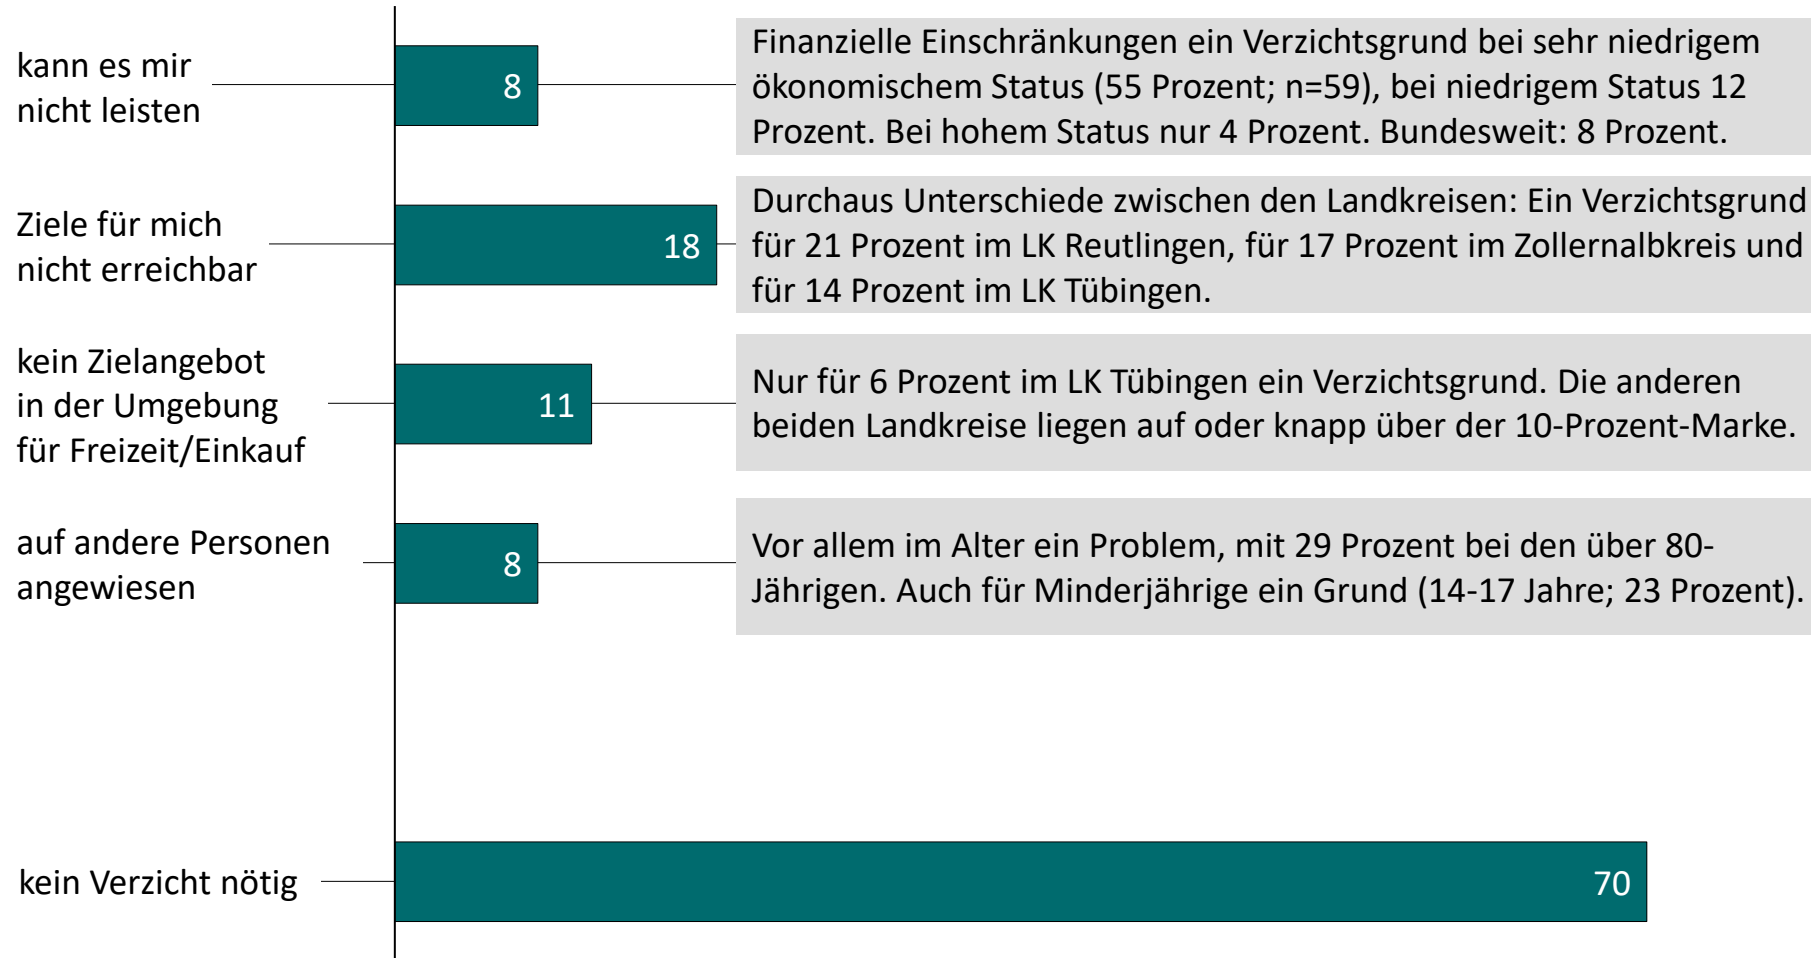 kann es mir
nicht leisten
8
Finanzielle Einschränkungen ein Verzichtsgrund bei sehr niedrigem
ökonomischem Status (55 Prozent; n=59), bei niedrigem Status 12
Prozent. Bei hohem Status nur 4 Prozent. Bundesweit: 8 Prozent.
Ziele für mich
nicht erreichbar
18
Durchaus Unterschiede zwischen den Landkreisen: Ein Verzichtsgrund
für 21 Prozent im LK Reutlingen, für 17 Prozent im Zollernalbkreis und
für 14 Prozent im LK Tübingen.
kein Zielangebot
in der Umgebung
für Freizeit/Einkauf
11
Nur für 6 Prozent im LK Tübingen ein Verzichtsgrund. Die anderen
beiden Landkreise liegen auf oder knapp über der 10-Prozent-Marke.
auf andere Personen
angewiesen
8
Vor allem im Alter ein Problem, mit 29 Prozent bei den über 80-
Jährigen. Auch für Minderjährige ein Grund (14-17 Jahre; 23 Prozent).
kein Verzicht nötig
70